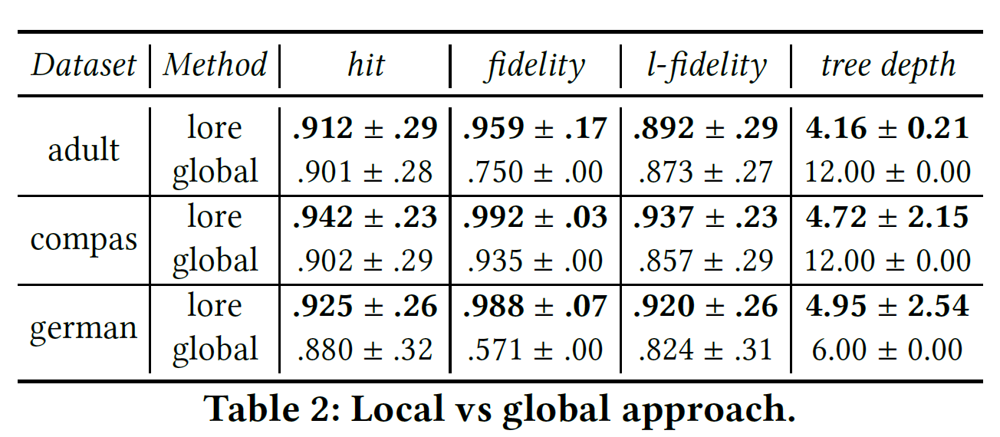 Dataset Method hit fidelity l-fidelity tree depth
adult lore .912 ± .29 .959 ± .17 .892 ± .29 4.16 ± 0.21
global .901 ± .28 .750 ± .00 .873 ± .27 12.00 ± 0.00
compas lore .942 ± .23 .992 ± .03 .937 ± .23 4.72 ± 2.15
global .902 ± .29 .935 ± .00 .857 ± .29 12.00 ± 0.00
german lore .925 ± .26 .988 ± .07 .920 ± .26 4.95 ± 2.54
global .880 ± .32 .571 ± .00 .824 ± .31 6.00 ± 0.00
Table 2: Local vs global approach.